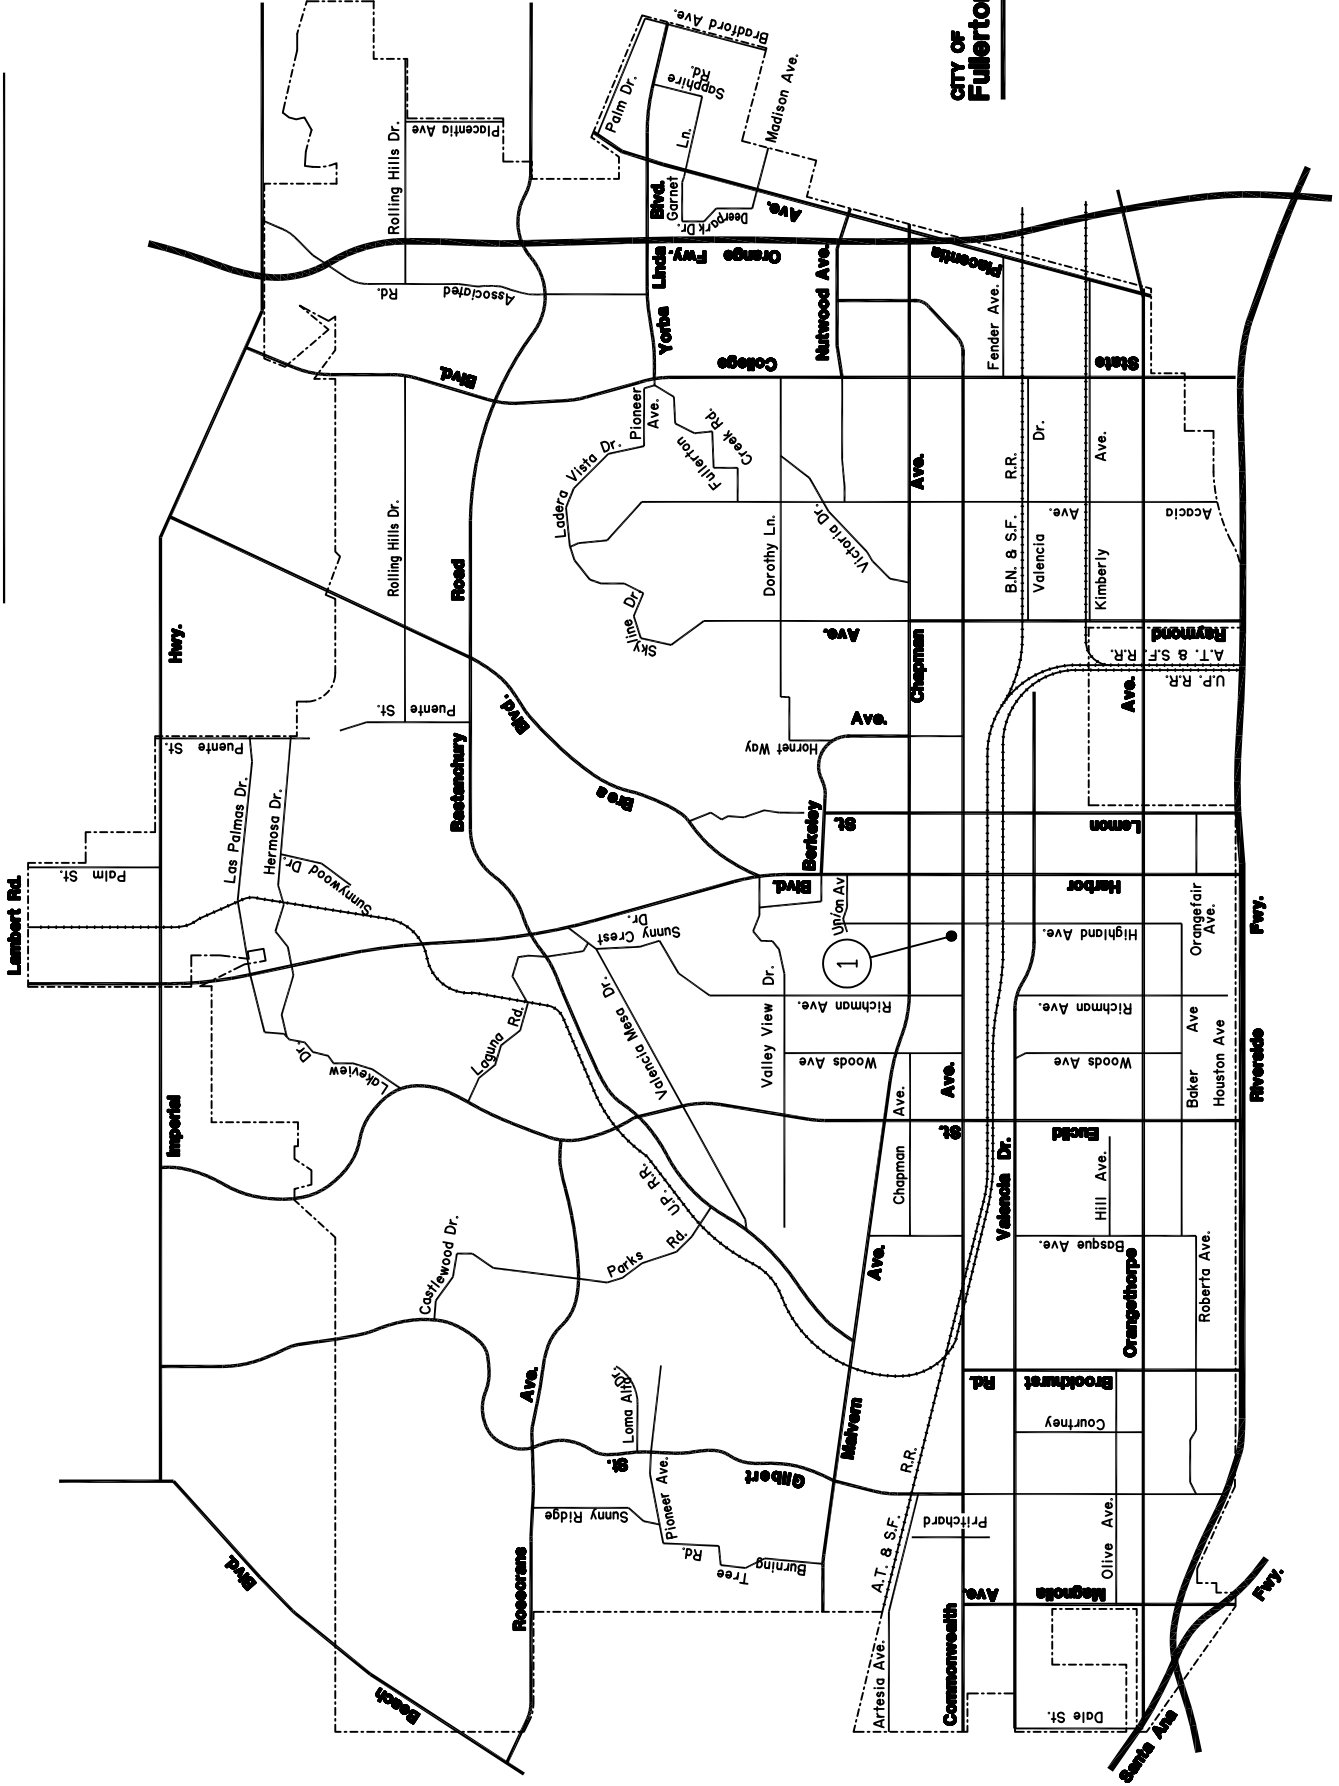 CITY OF
Fullerto
Bradford Ave.
Palm Dr.
Sapphire
Rd.
Madison Ave.
Ln.
Garnet
Deerpark Dr.
Placentia Ave
Rolling Hills Dr.
Placentia
Ave.
Orange
Fwy.
Yorba
Linda
Blvd.
Nutwood Ave.
Associated
Rd.
Fender Ave.
State
College
Blvd.
Pioneer
Ave.
Fullerton
Creek Rd.
Ladera Vista Dr.
Skyline Dr.
Dorothy Ln.
Victoria Dr.
Rolling Hills Dr.
B.N. & S.F.
R.R.
Valencia
Dr.
Kimberly
Ave.
Acacia
Ave.
Raymond
Ave.
A.T. & S.F. R.R.
U.P. R.R.
Imperial
Hwy.
Bastanchury
Road
Chapman
Ave.
Puente
St.
Puente
St.
Brea
Blvd.
Hornet Way
Berkeley
Ave.
Lemon
St.
Harbor
Blvd.
Las Palmas Dr.
Hermosa Dr.
Sunnywood Dr.
Palm St.
Lambert Rd.
Union Av
Highland Ave.
Orangefair
Ave.
Sunny Crest
Dr.
1
Richman Ave.
Richman Ave.
Valley View
Dr.
Valencia Mesa
Dr.
Laguna
Rd.
Lakeview
Dr.
Woods Ave
Woods Ave
Baker
Ave
Houston Ave
Riverside
Fwy.
Euclid
St.
Chapman
Ave.
Valencia
Dr.
Hill
Ave.
Basque Ave.
Orangethorpe
Ave.
Roberta Ave.
U.P. R.R.
Parks
Rd.
Castlewood Dr.
Malvern
Ave.
Brookhurst
Rd.
Courtney
Gilbert
St.
Loma Alta
Dr.
Pioneer Ave.
Sunny Ridge
Burning
Tree
Rd.
Rosecrans
Ave.
Beach
Blvd.
A.T. & S.F.
R.R.
Pritchard
Olive
Ave.
Magnolia
Ave.
Artesia Ave.
Commonwealth
Ave.
Dale St.
Santa Ana
Fwy.